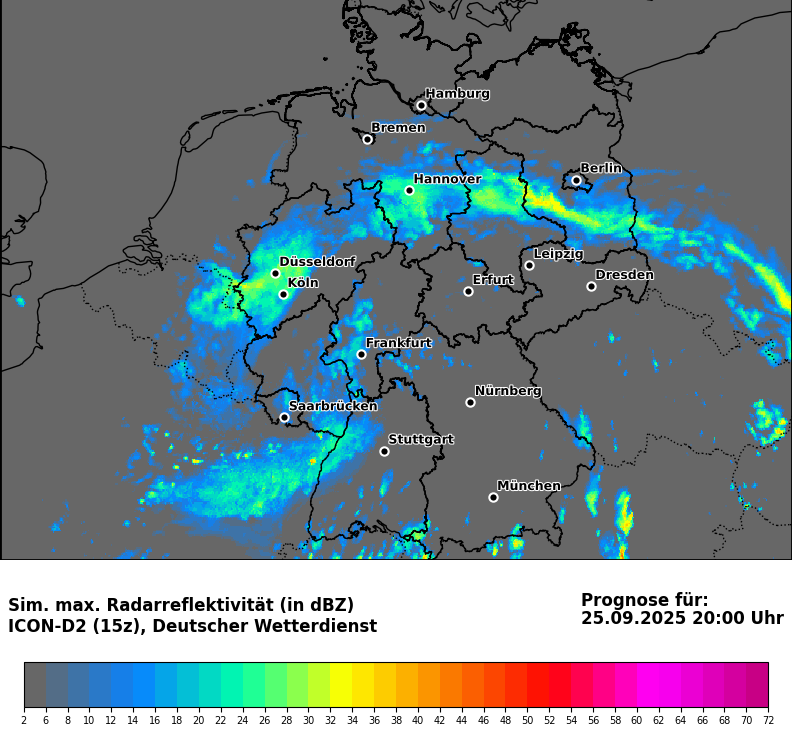 Hamburg
Bremen
Berlin
Hannover
Leipzig
Düsseldorf
Dresden
Erfurt
Köln
Frankfurt
Nürnberg
Saarbrücken
Stuttgart
München
Sim. max. Radarreflektivität (in dBZ)
ICON-D2 (15z), Deutscher Wetterdienst
Prognose für:
25.09.2025 20:00 Uhr
2 6 8 10 12 14 16 18 20 22 24 26 28 30 32 34 36 38 40 42 44 46 48 50 52 54 56 58 60 62 64 66 70 72